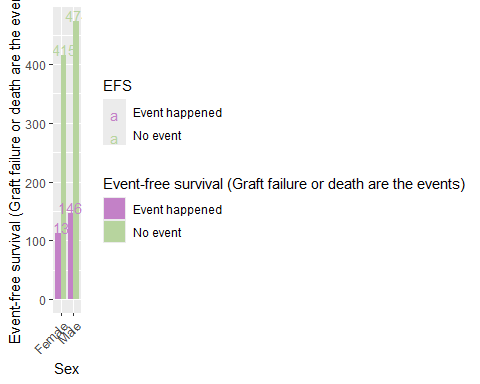 Event-free survival (Graft failure or death are the even
0
100
200
300
400
415
47
146
13
Female
Male
Sex
EFS
a Event happened
a No event
Event-free survival (Graft failure or death are the events)
Event happened
No event